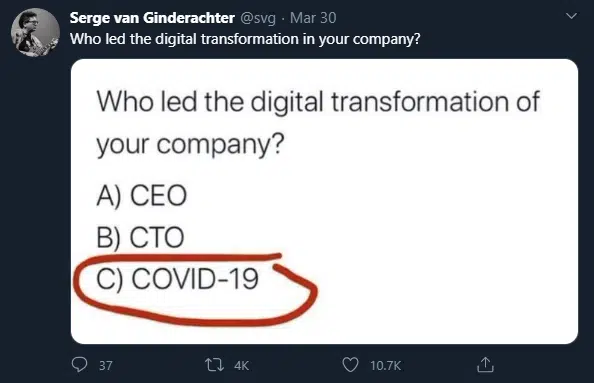 Serge van Ginderachter @svg · Mar 30
Who led the digital transformation in your company?
Who led the digital transformation of
your company?
A) CEO
B) CTO
C) COVID-19
37 4K 10.7K